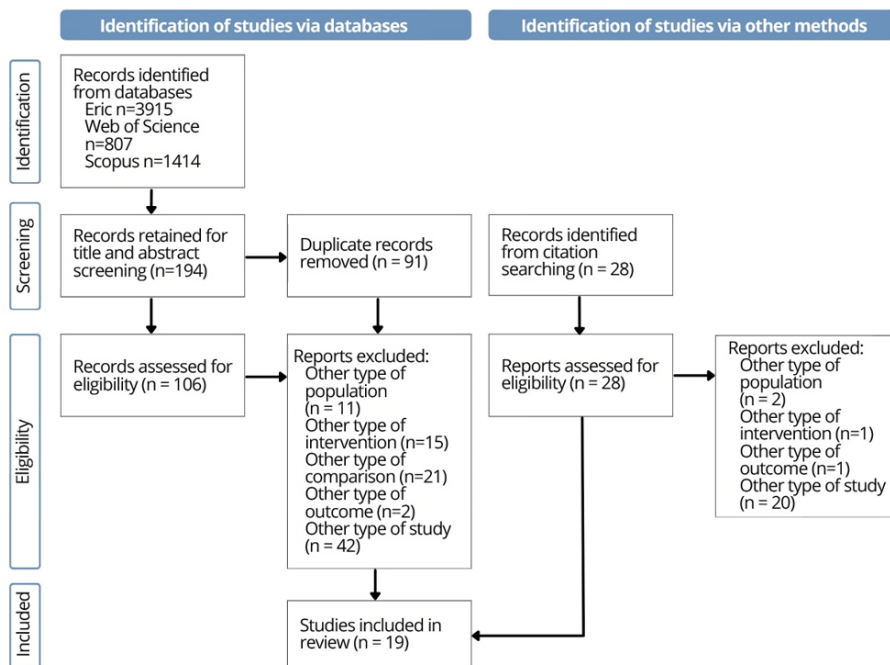 Identification of studies via databases
Identification of studies via other methods
Identification
Records identified
from databases
Eric n=3915
Web of Science
n=807
Scopus n=1414
Screening
Records retained for
title and abstract
screening (n=194)
Duplicate records
removed (n = 91)
Records identified
from citation
searching (n = 28)
Eligibility
Records assessed for
eligibility (n = 106)
Reports excluded:
Other type of
population
(n = 11)
Other type of
intervention (n=15)
Other type of
comparison (n=21)
Other type of
outcome (n=2)
Other type of study
(n = 42)
Reports assessed for
eligibility (n = 28)
Reports excluded:
Other type of
population
(n = 2)
Other type of
intervention (n=1)
Other type of
outcome (n=1)
Other type of study
(n = 20)
Included
Studies included in
review (n = 19)